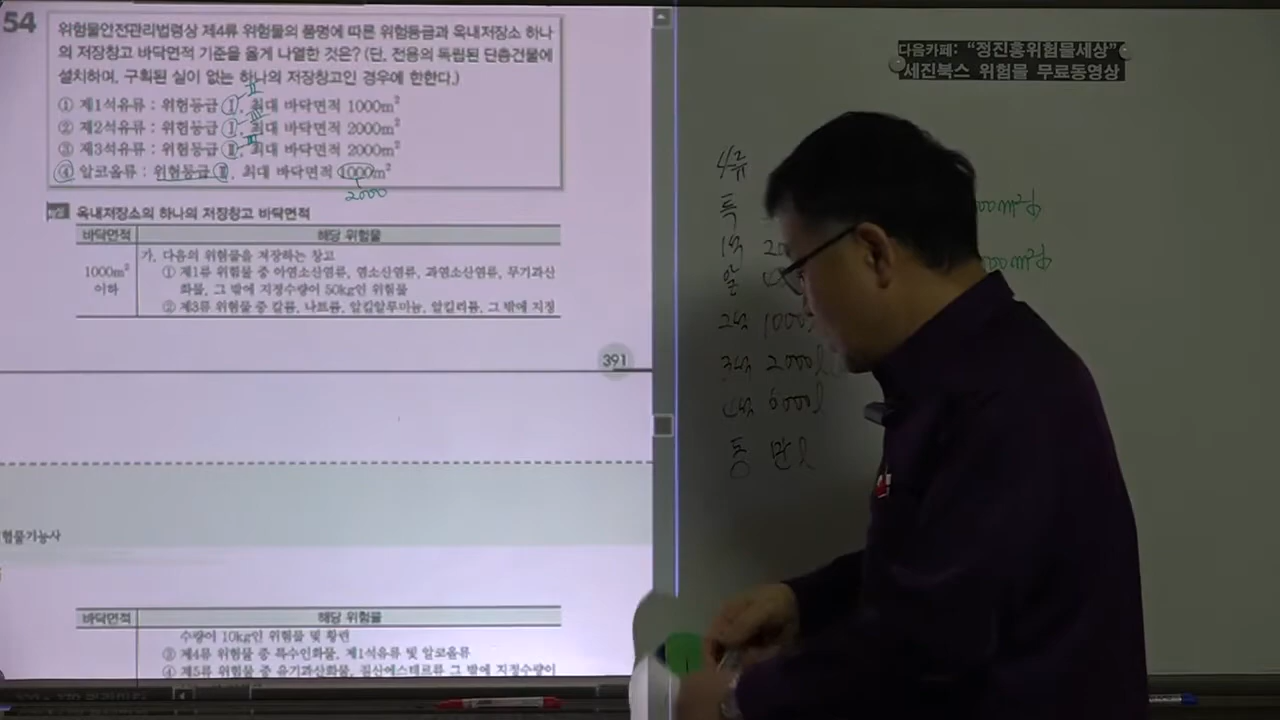 54
위험물안전관리법령상 제4류 위험물의 품명에 따른 위험등급과 옥내저장소 하나
의 저장창고 바닥면적 기준을 옳게 나열한 것은? (단, 전용의 독립된 단층건물에
설치하며, 구획된 실이 없는 하나의 저장창고인 경우에 한한다.)
① 제1석유류 : 위험등급 Ⅰ, 최대 바닥면적 1000m²
② 제2석유류 : 위험등급 Ⅰ, 최대 바닥면적 2000m²
③ 제3석유류 : 위험등급 Ⅱ, 최대 바닥면적 2000m²
④ 알코올류 : 위험등급 Ⅱ, 최대 바닥면적 1000m²
2000
해설 옥내저장소의 하나의 저장창고 바닥면적
바닥면적 해당 위험물
1000m² 이하
가. 다음의 위험물을 저장하는 창고
① 제1류 위험물 중 아염소산염류, 염소산염류, 과염소산염류, 무기과산
화물, 그 밖에 지정수량이 50kg인 위험물
② 제3류 위험물 중 칼륨, 나트륨, 알킬알루미늄, 알킬리튬, 그 밖에 지정
391
험물기능사
바닥면적 해당 위험물
수량이 10kg인 위험물 및 황린
③ 제4류 위험물 중 특수인화물, 제1석유류 및 알코올류
④ 제5류 위험물 중 유기과산화물, 질산에스테르류 그 밖에 지정수량이
다음카페: "정진홍위험물세상"
세진북스 위험물 무료동영상
4류
특
1석 20
알
2석 1000
3석 2000l
4석 6000l
동 만l
00m²
00m²